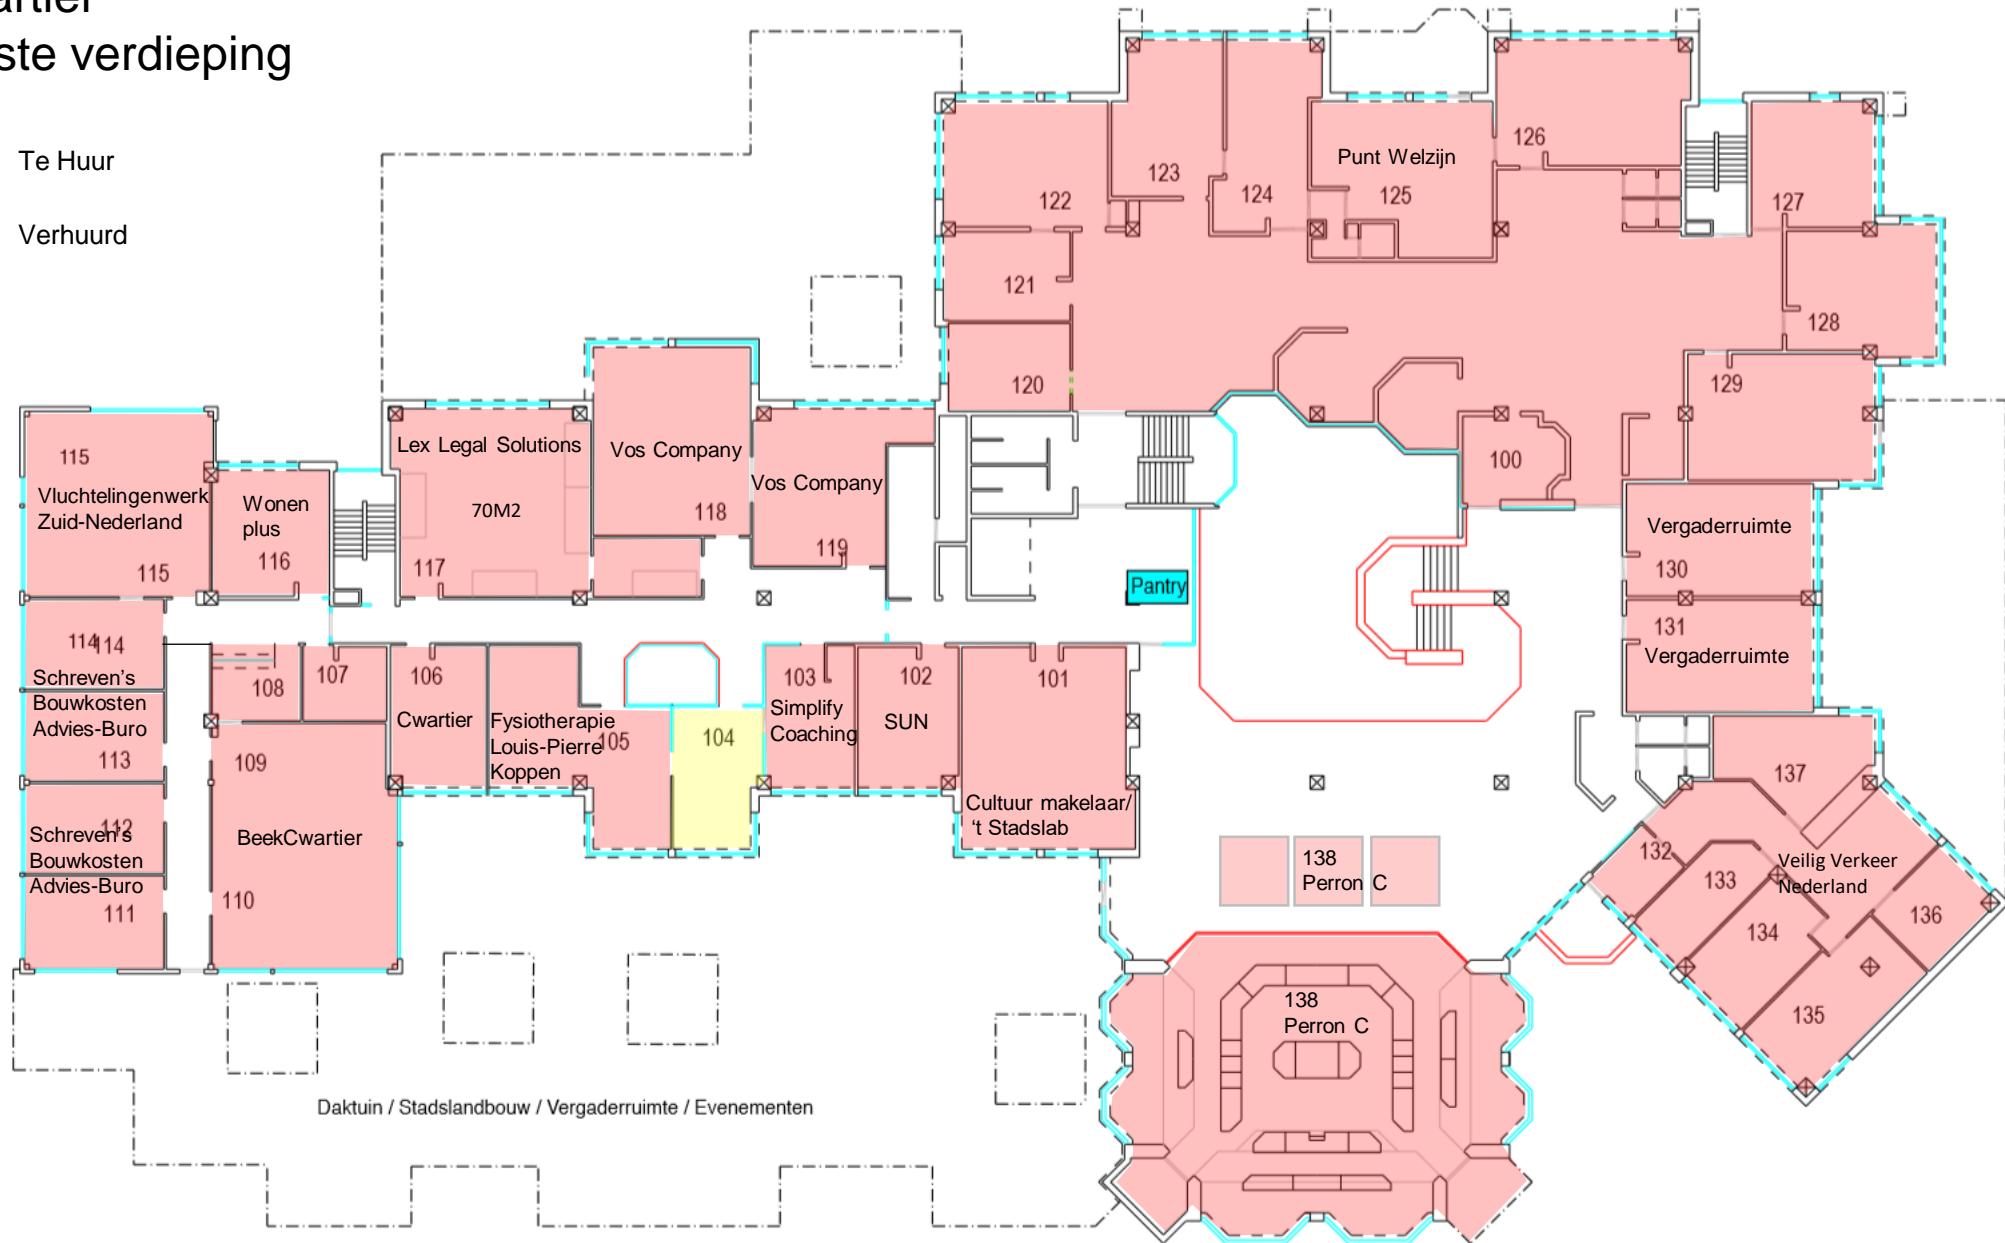 artier
ste verdieping
Te Huur
Verhuurd
123
124
Punt Welzijn
125
126
127
122
121
120
128
129
100
115
Vluchtelingenwerk
Zuid-Nederland
115
Wonen
plus
116
Lex Legal Solutions
70M2
117
Vos Company
118
Vos Company
119
Pantry
Vergaderruimte
130
131
Vergaderruimte
114
114
Schreven's
Bouwkosten
Advies-Buro
113
112
Schreven's
Bouwkosten
Advies-Buro
111
108
107
109
BeekCwartier
110
106
Cwartier
Fysiotherapie
Louis-Pierre
Koppen
105
104
103
Simplify
Coaching
102
SUN
101
Cultuur makelaar/
't Stadslab
138
Perron C
138
Perron C
137
132
133
Veilig Verkeer
Nederland
134
136
135
Daktuin / Stadslandbouw / Vergaderruimte / Evenementen